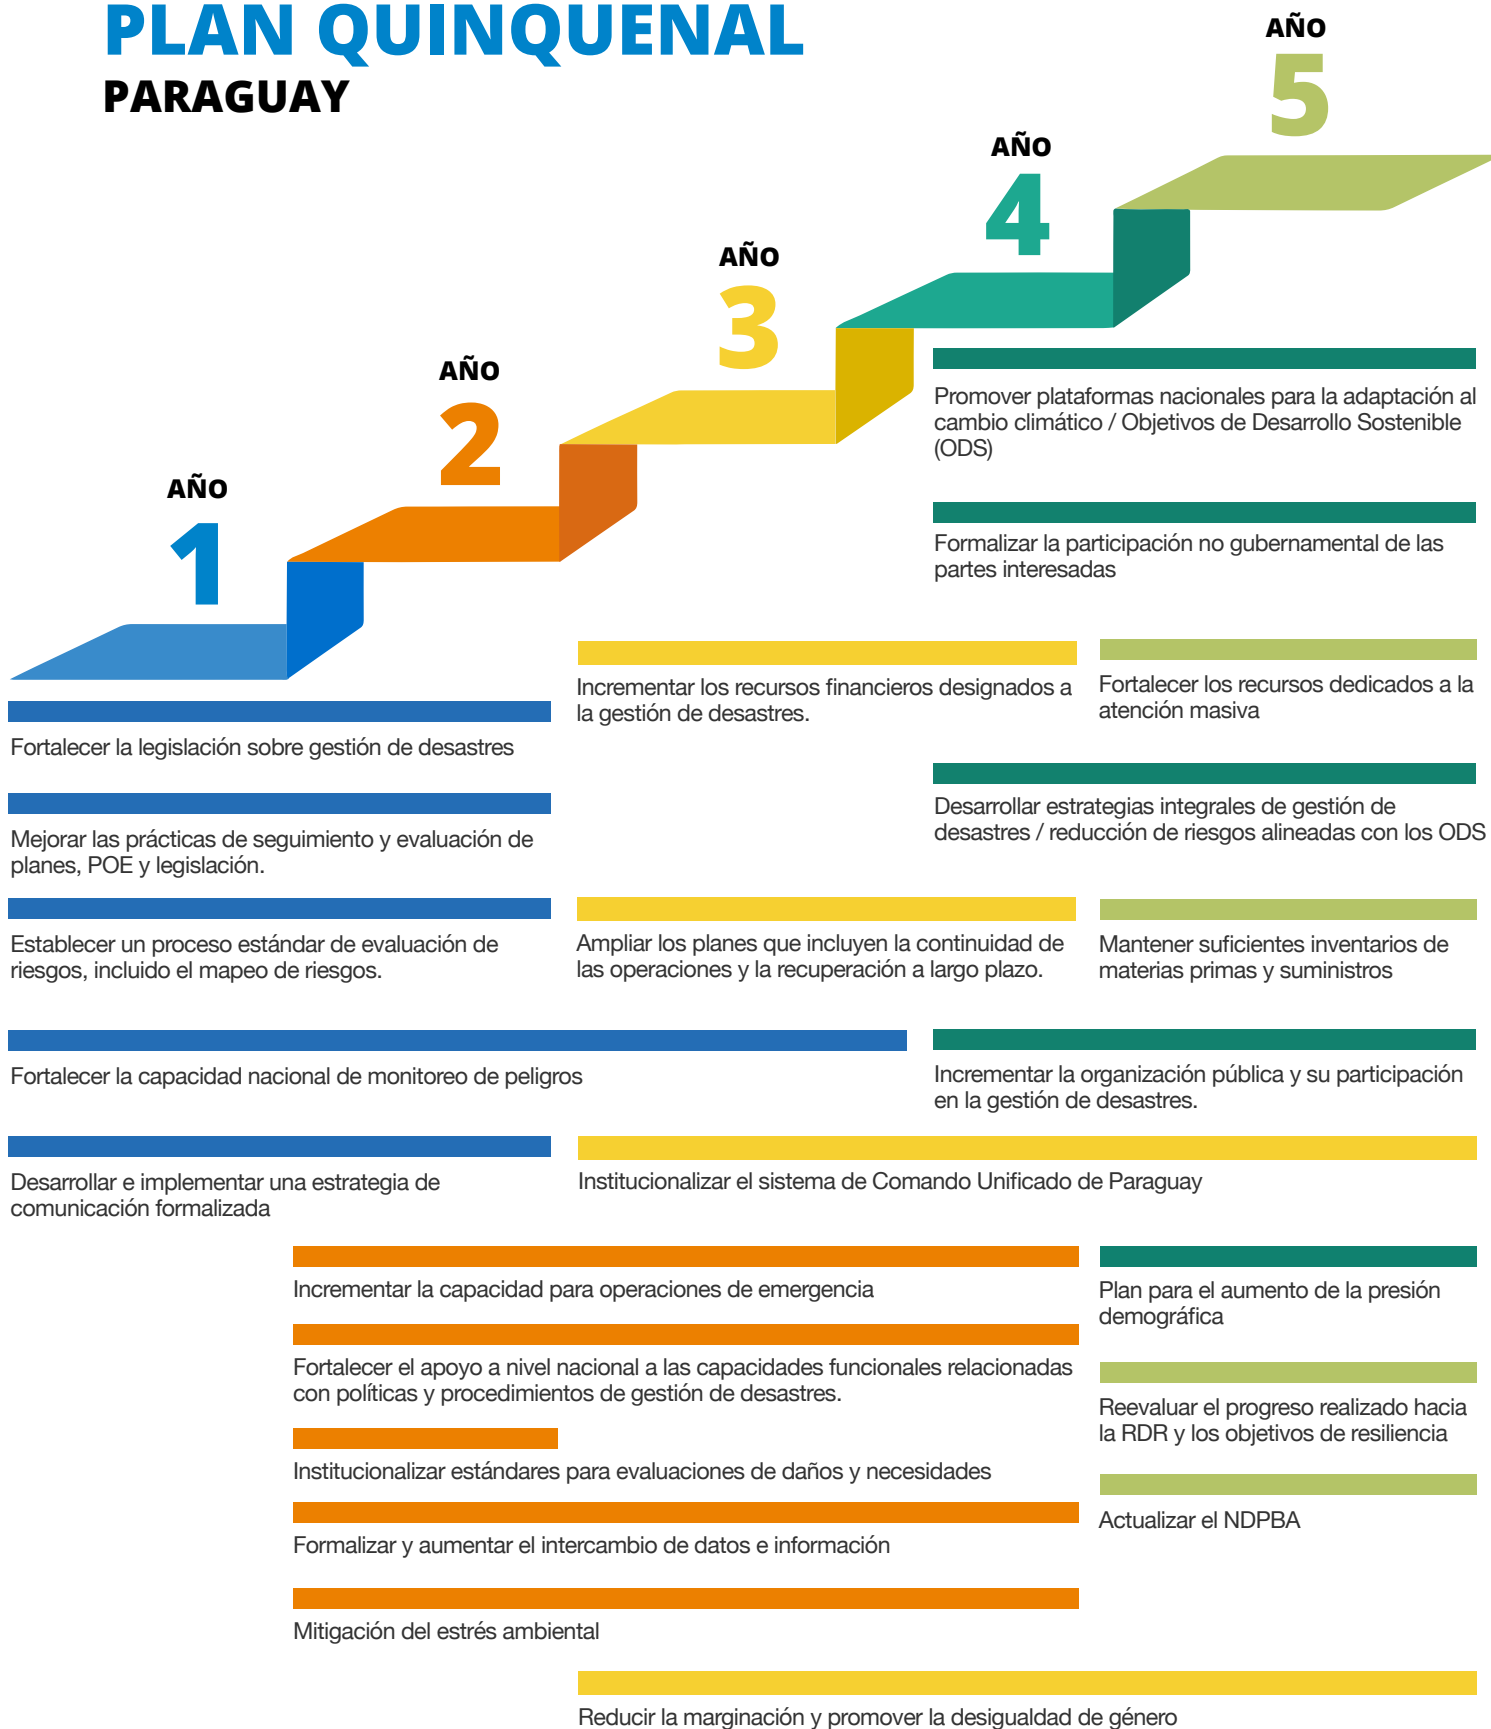 PLAN QUINQUENAL
PARAGUAY
AÑO
1
AÑO
2
AÑO
3
AÑO
4
AÑO
5
Promover plataformas nacionales para la adaptación al
cambio climático / Objetivos de Desarrollo Sostenible
(ODS)
Formalizar la participación no gubernamental de las
partes interesadas
Fortalecer la legislación sobre gestión de desastres
Incrementar los recursos financieros designados a
la gestión de desastres.
Fortalecer los recursos dedicados a la
atención masiva
Mejorar las prácticas de seguimiento y evaluación de
planes, POE y legislación.
Desarrollar estrategias integrales de gestión de
desastres / reducción de riesgos alineadas con los ODS
Establecer un proceso estándar de evaluación de
riesgos, incluido el mapeo de riesgos.
Ampliar los planes que incluyen la continuidad de
las operaciones y la recuperación a largo plazo.
Mantener suficientes inventarios de
materias primas y suministros
Fortalecer la capacidad nacional de monitoreo de peligros
Incrementar la organización pública y su participación
en la gestión de desastres.
Desarrollar e implementar una estrategia de
comunicación formalizada
Institucionalizar el sistema de Comando Unificado de Paraguay
Incrementar la capacidad para operaciones de emergencia
Plan para el aumento de la presión
demográfica
Fortalecer el apoyo a nivel nacional a las capacidades funcionales relacionadas
con políticas y procedimientos de gestión de desastres.
Reevaluar el progreso realizado hacia
la RDR y los objetivos de resiliencia
Institucionalizar estándares para evaluaciones de daños y necesidades
Actualizar el NDPBA
Formalizar y aumentar el intercambio de datos e información
Mitigación del estrés ambiental
Reducir la marginación y promover la desigualdad de género